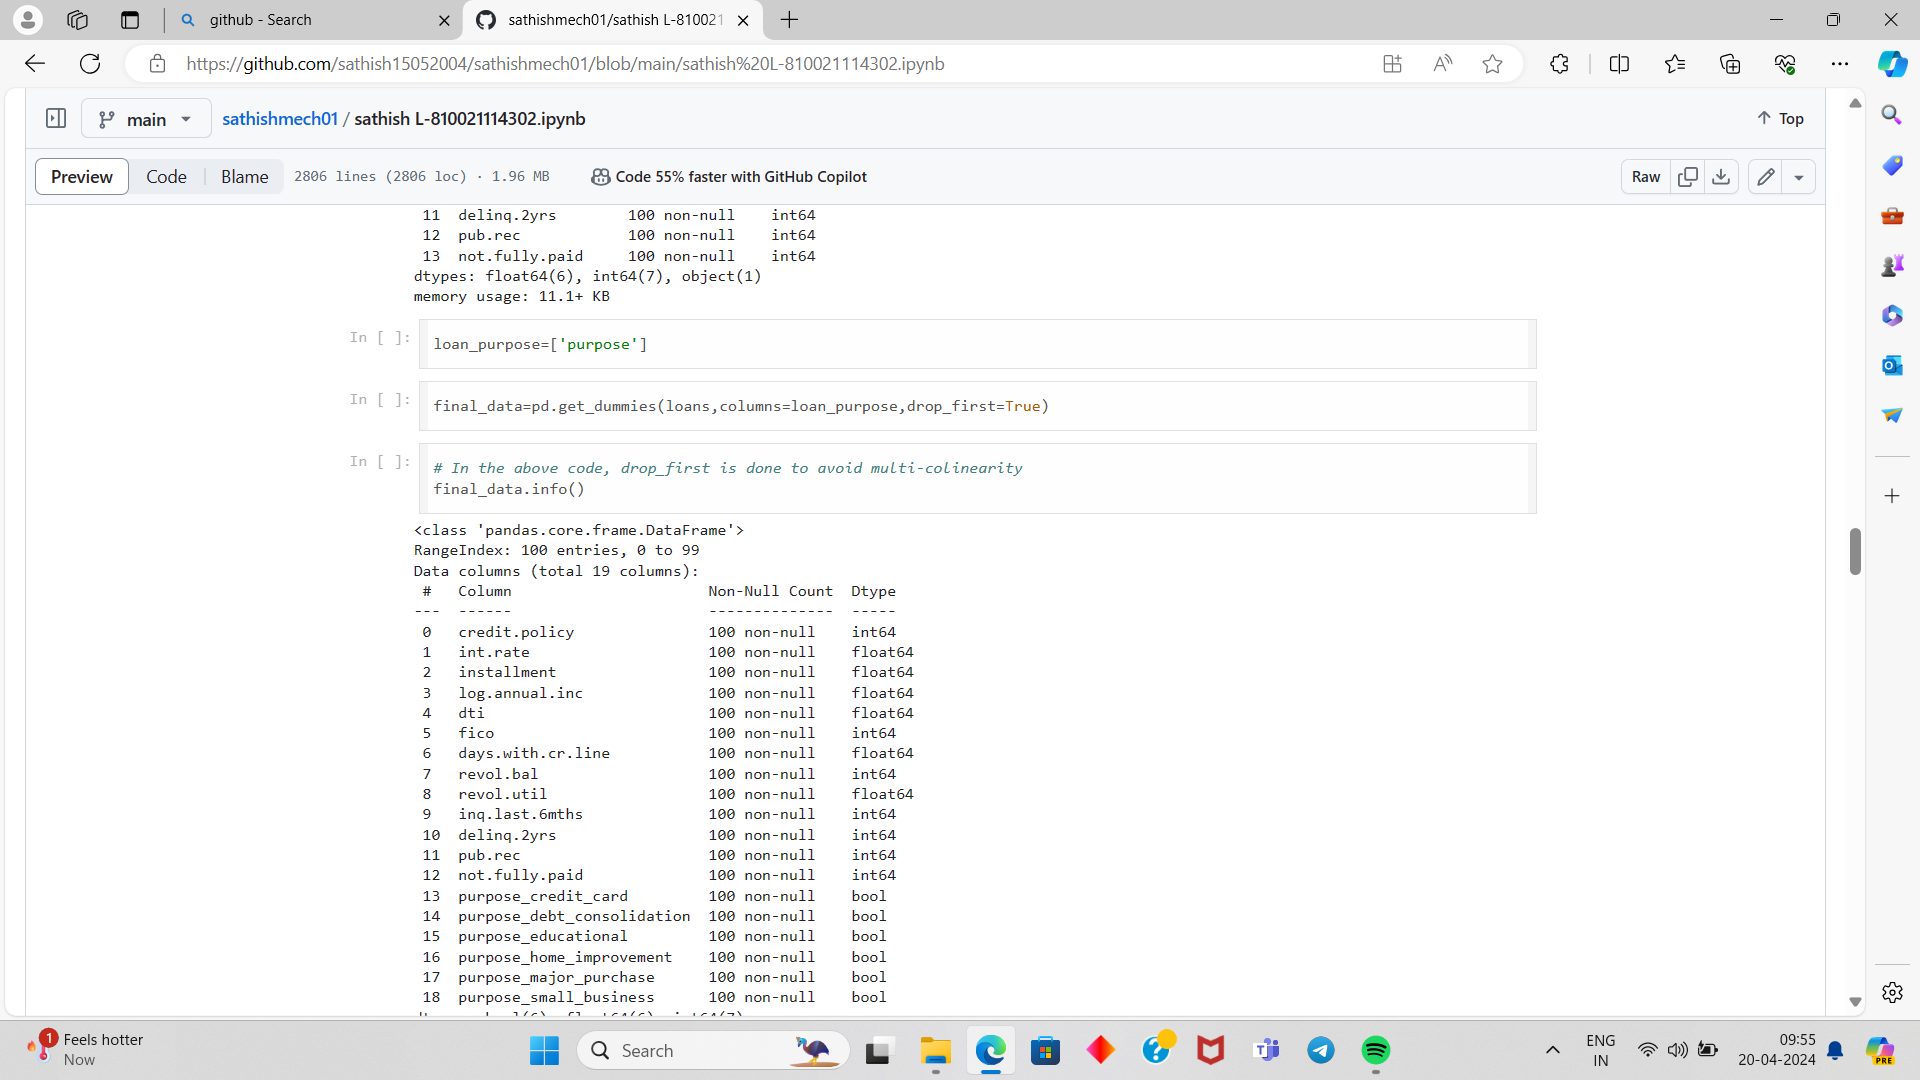 github - Search
sathishmech01/sathish L-810021
https://github.com/sathish15052004/sathishmech01/blob/main/sathish%20L-810021114302.ipynb
main
sathishmech01 / sathish L-810021114302.ipynb
Top
Preview Code Blame 2806 lines (2806 loc) · 1.96 MB Code 55% faster with GitHub Copilot Raw
11 delinq.2yrs 100 non-null int64
12 pub.rec 100 non-null int64
13 not.fully.paid 100 non-null int64
dtypes: float64(6), int64(7), object(1)
memory usage: 11.1+ KB
In [ ]: loan_purpose=['purpose']
In [ ]: final_data=pd.get_dummies(loans,columns=loan_purpose,drop_first=True)
In [ ]: # In the above code, drop_first is done to avoid multi-colinearity
final_data.info()
<class 'pandas.core.frame.DataFrame'>
RangeIndex: 100 entries, 0 to 99
Data columns (total 19 columns):
# Column Non-Null Count Dtype
--- ------ -------------- -----
0 credit.policy 100 non-null int64
1 int.rate 100 non-null float64
2 installment 100 non-null float64
3 log.annual.inc 100 non-null float64
4 dti 100 non-null float64
5 fico 100 non-null int64
6 days.with.cr.line 100 non-null float64
7 revol.bal 100 non-null int64
8 revol.util 100 non-null float64
9 inq.last.6mths 100 non-null int64
10 delinq.2yrs 100 non-null int64
11 pub.rec 100 non-null int64
12 not.fully.paid 100 non-null int64
13 purpose_credit_card 100 non-null bool
14 purpose_debt_consolidation 100 non-null bool
15 purpose_educational 100 non-null bool
16 purpose_home_improvement 100 non-null bool
17 purpose_major_purchase 100 non-null bool
18 purpose_small_business 100 non-null bool
1 Feels hotter
Now
Search
ENG
IN
09:55
20-04-2024
PRE